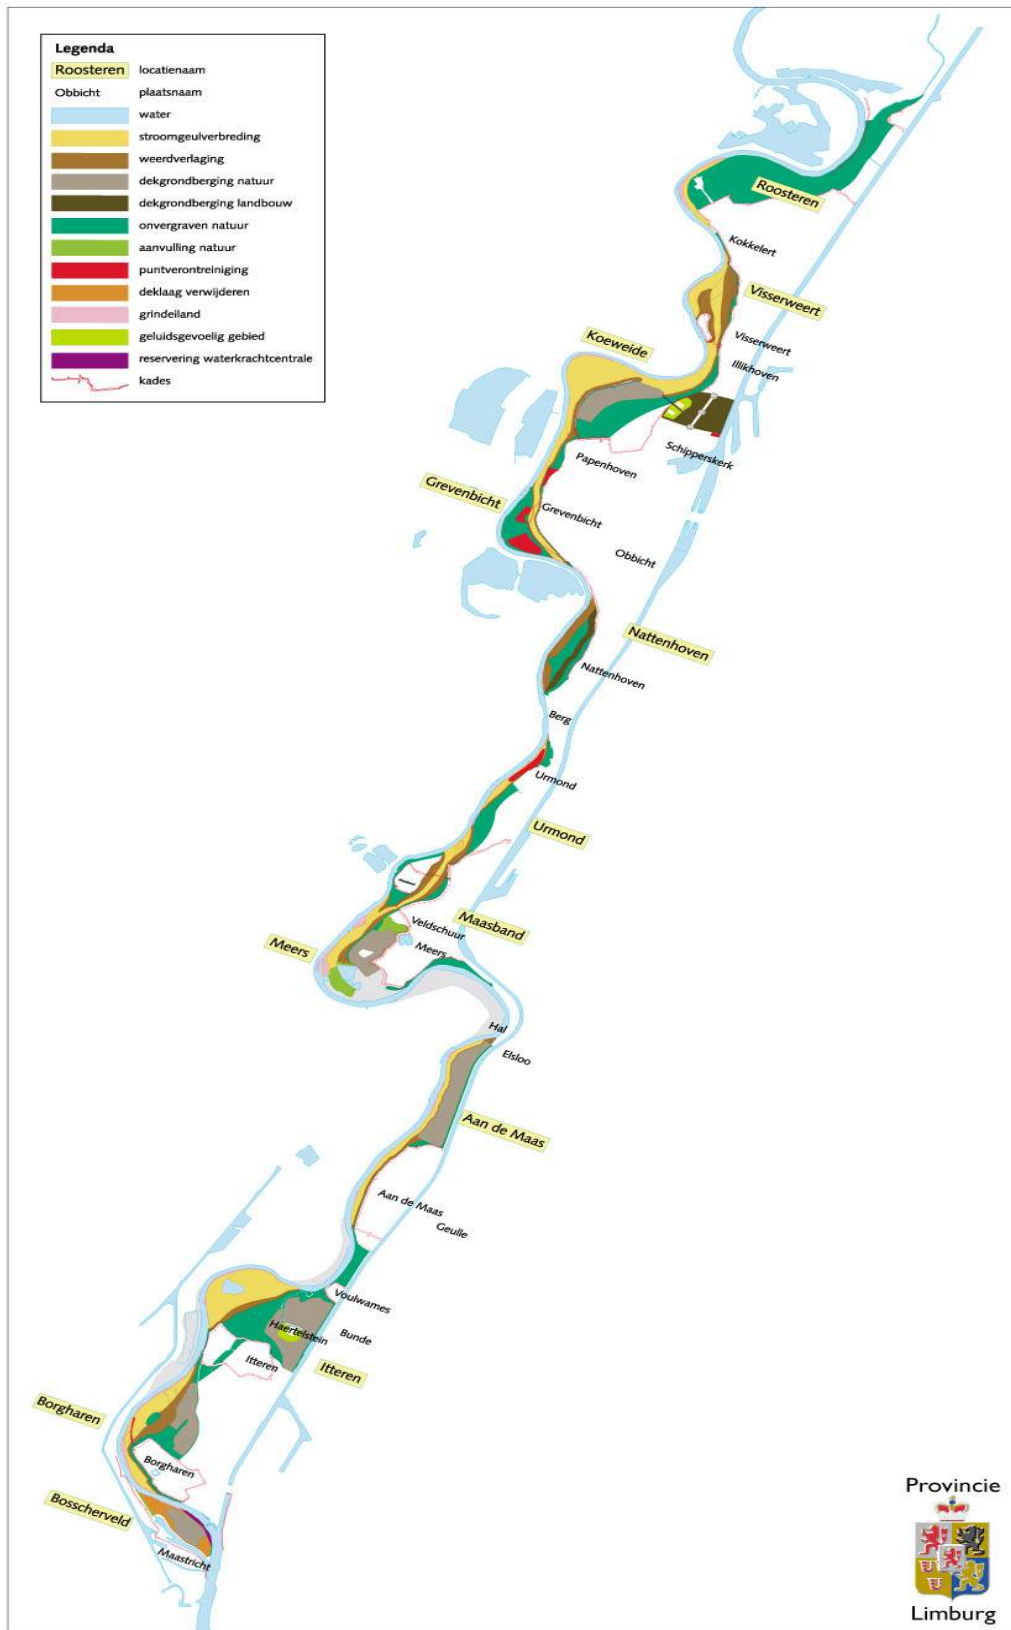 Legenda
Roosteren locatienaam
Obbicht plaatsnaam
water
stroomgeulverbreding
weerdverlaging
dekgrondberging natuur
dekgrondberging landbouw
onvergraven natuur
aanvulling natuur
puntverontreiniging
deklaag verwijderen
grindeiland
geluidsgevoelig gebied
reservering waterkrachtcentrale
kades
Roosteren
Kokkelert
Visserweert
Visserweert
Koeweide
Illikhoven
Schipperskerk
Papenhoven
Grevenbicht
Grevenbicht
Obbicht
Nattenhoven
Nattenhoven
Berg
Urmond
Urmond
Maasband
Veldschuur
Meers
Meers
Hal
Elsloo
Aan de Maas
Aan de Maas
Geulle
Voulwames
Haertelstein
Bunde
Itteren
Itteren
Borgharen
Borgharen
Bosscherveld
Maastricht
Provincie
Limburg